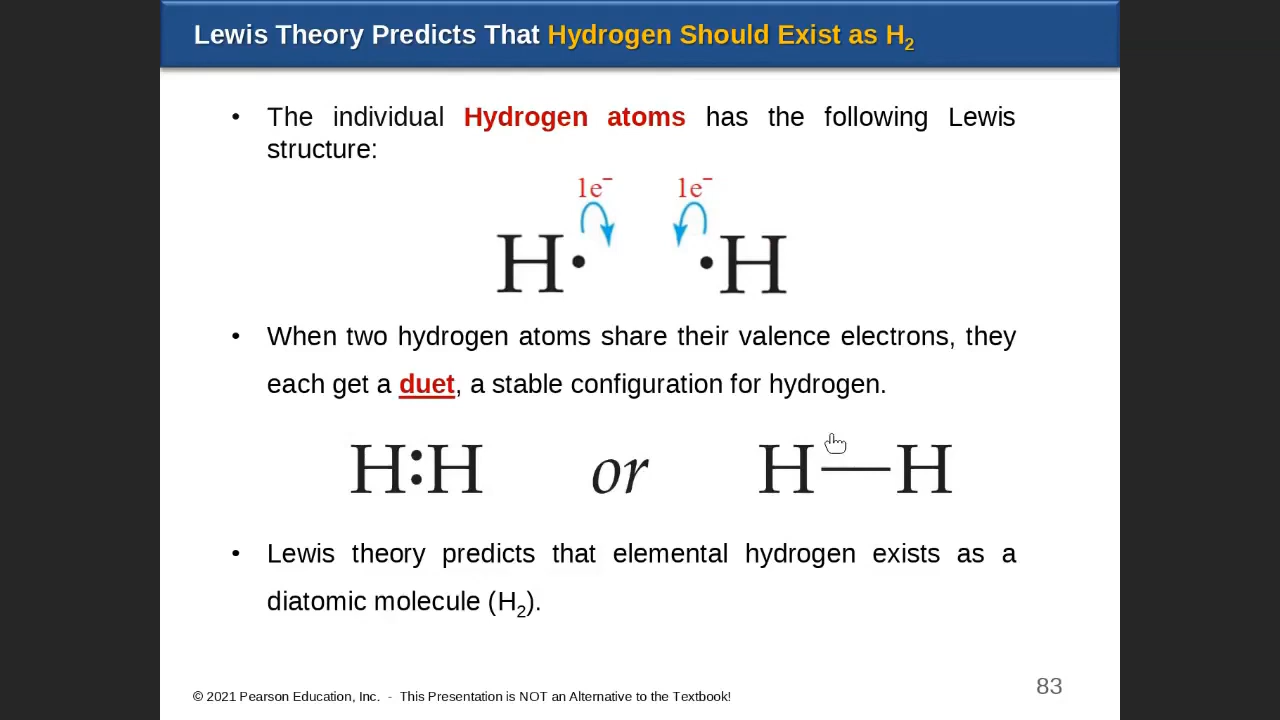 Lewis Theory Predicts That Hydrogen Should Exist as H₂
• The individual Hydrogen atoms has the following Lewis
structure:
1e⁻ 1e⁻
H· ·H
• When two hydrogen atoms share their valence electrons, they
each get a duet, a stable configuration for hydrogen.
H:H or H—H
• Lewis theory predicts that elemental hydrogen exists as a
diatomic molecule (H₂).
© 2021 Pearson Education, Inc. - This Presentation is NOT an Alternative to the Textbook!
83